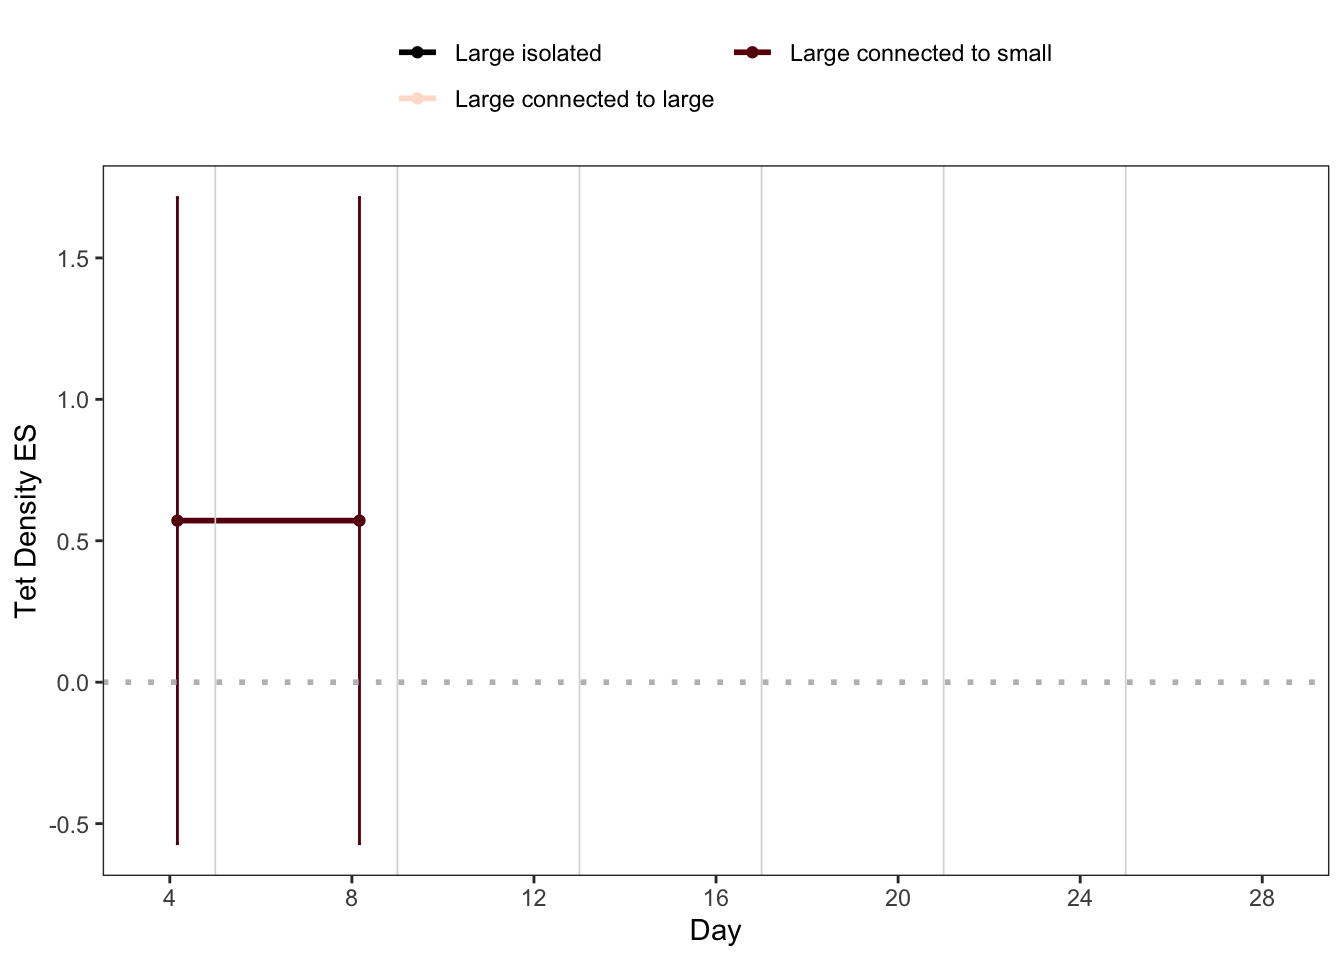 Large isolated
Large connected to small
Large connected to large
Tet Density ES
1.5
1.0
0.5
0.0
-0.5
4 8 12 16 20 24 28
Day